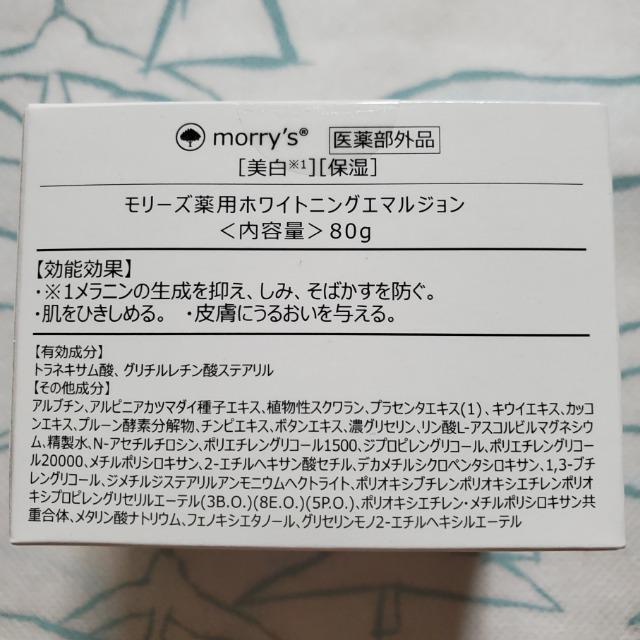 morry's® 医薬部外品
[美白※1][保湿]
モリーズ薬用ホワイトニングエマルジョン
<内容量>80g
【効能効果】
・※1メラニンの生成を抑え、しみ、そばかすを防ぐ。
・肌をひきしめる。 ・皮膚にうるおいを与える。
【有効成分】
トラネキサム酸、グリチルレチン酸ステアリル
【その他成分】
アルブチン、アルピニアカツマダイ種子エキス、植物性スクワラン、プラセンタエキス(1)、キウイエキス、カッコ
ンエキス、プルーン酵素分解物、チンピエキス、ボタンエキス、濃グリセリン、リン酸L-アスコルビルマグネシウ
ム、精製水、N-アセチルチロシン、ポリエチレングリコール1500、ジプロピレングリコール、ポリエチレングリコー
ル20000、メチルポリシロキサン、2-エチルヘキサン酸セチル、デカメチルシクロペンタシロキサン、1,3-ブチ
レングリコール、ジメチルジステアリルアンモニウムヘクトライト、ポリオキシブチレンポリオキシエチレンポリオ
キシプロピレングリセリルエーテル(3B.O.)(8E.O.)(5P.O.)、ポリオキシエチレン・メチルポリシロキサン共
重合体、メタリン酸ナトリウム、フェノキシエタノール、グリセリンモノ2-エチルヘキシルエーテル